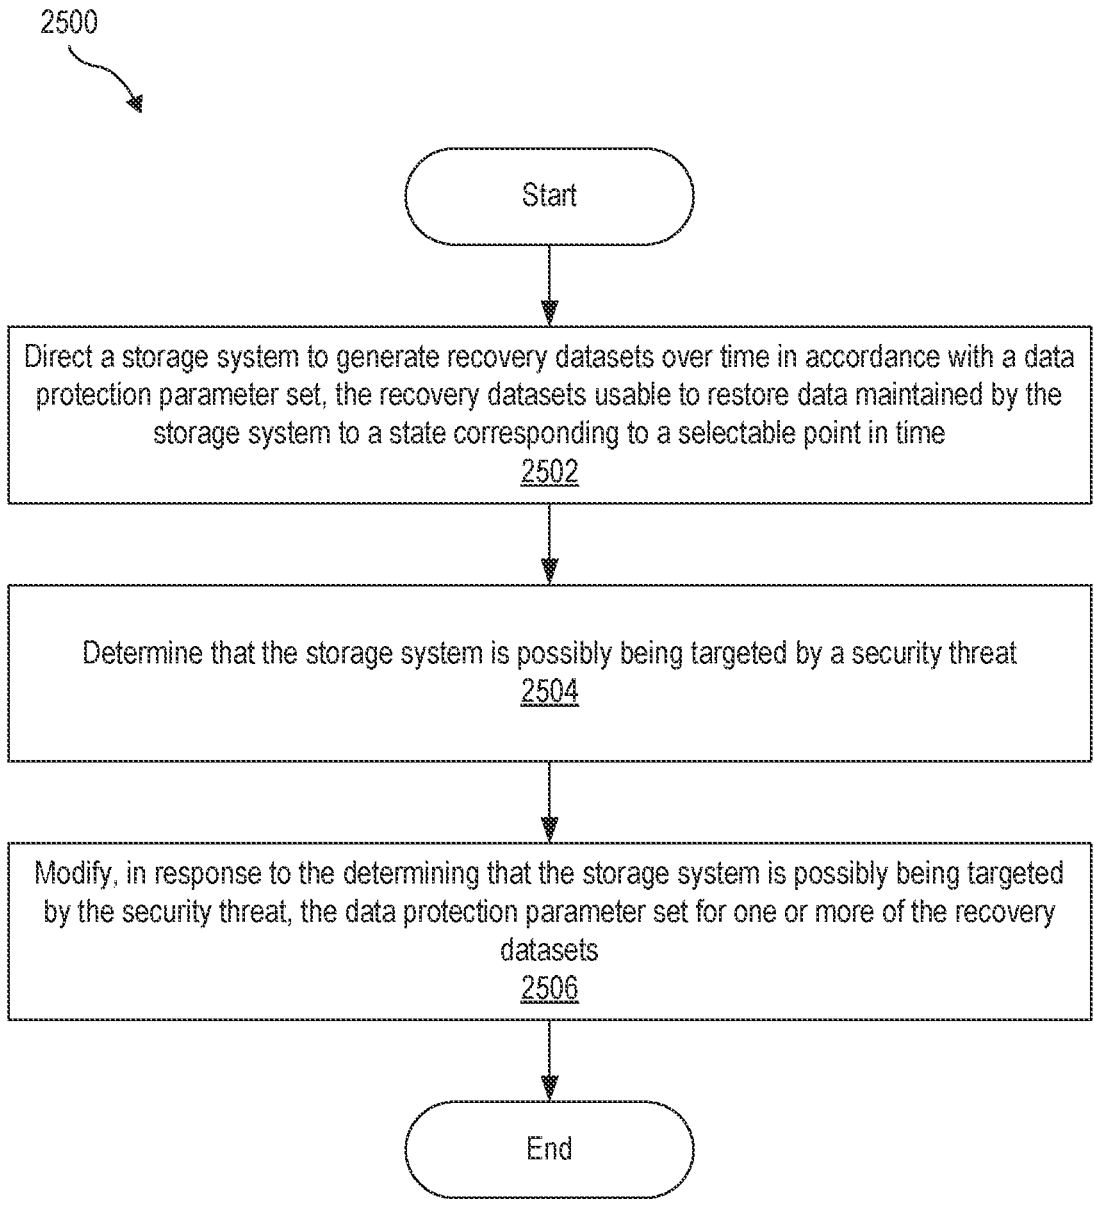 2500
Start
Direct a storage system to generate recovery datasets over time in accordance with a data
protection parameter set, the recovery datasets usable to restore data maintained by the
storage system to a state corresponding to a selectable point in time
2502
Determine that the storage system is possibly being targeted by a security threat
2504
Modify, in response to the determining that the storage system is possibly being targeted
by the security threat, the data protection parameter set for one or more of the recovery
datasets
2506
End